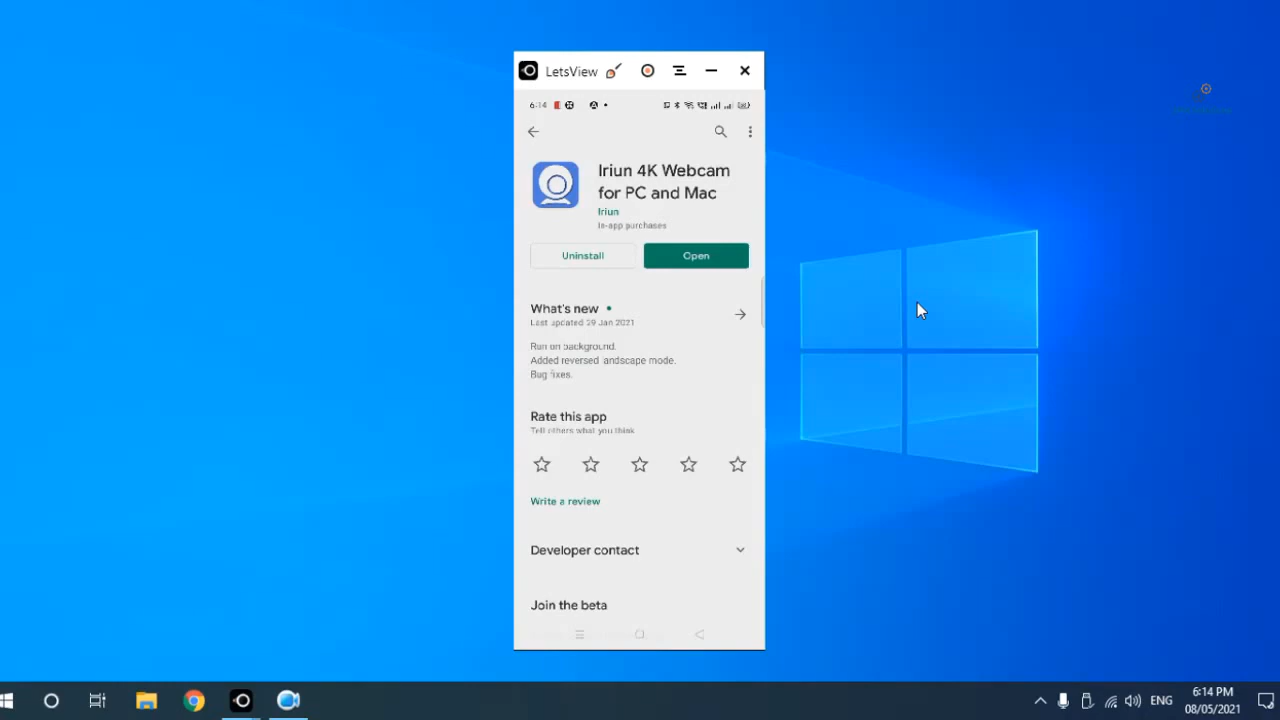 LetsView
6:14
Iriun 4K Webcam
for PC and Mac
Iriun
In-app purchases
Uninstall
Open
What's new
Last updated 29 Jan 2021
Run on background.
Added reversed landscape mode.
Bug fixes.
Rate this app
Tell others what you think
Write a review
Developer contact
Join the beta
ENG
6:14 PM
08/05/2021